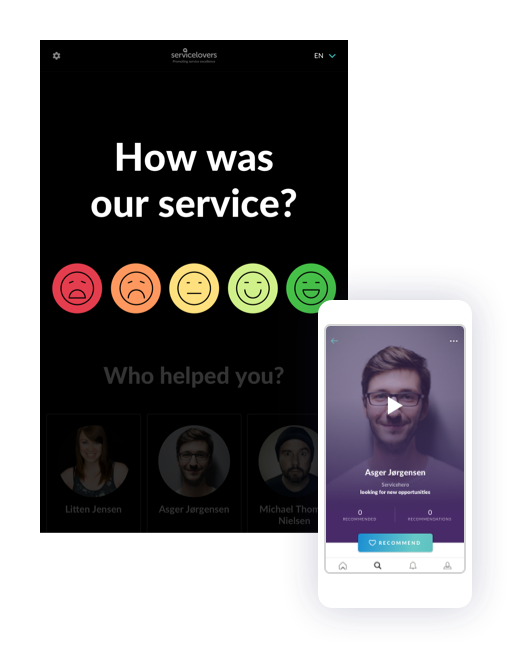 servicelovers
Promoting service excellence
EN
How was
our service?
Who helped you?
Litten Jensen
Asger Jørgensen
Michael Thom
Nielsen
Asger Jørgensen
Servicehero
looking for new opportunities
0
RECOMMENDED
0
RECOMMENDATIONS
RECOMMEND